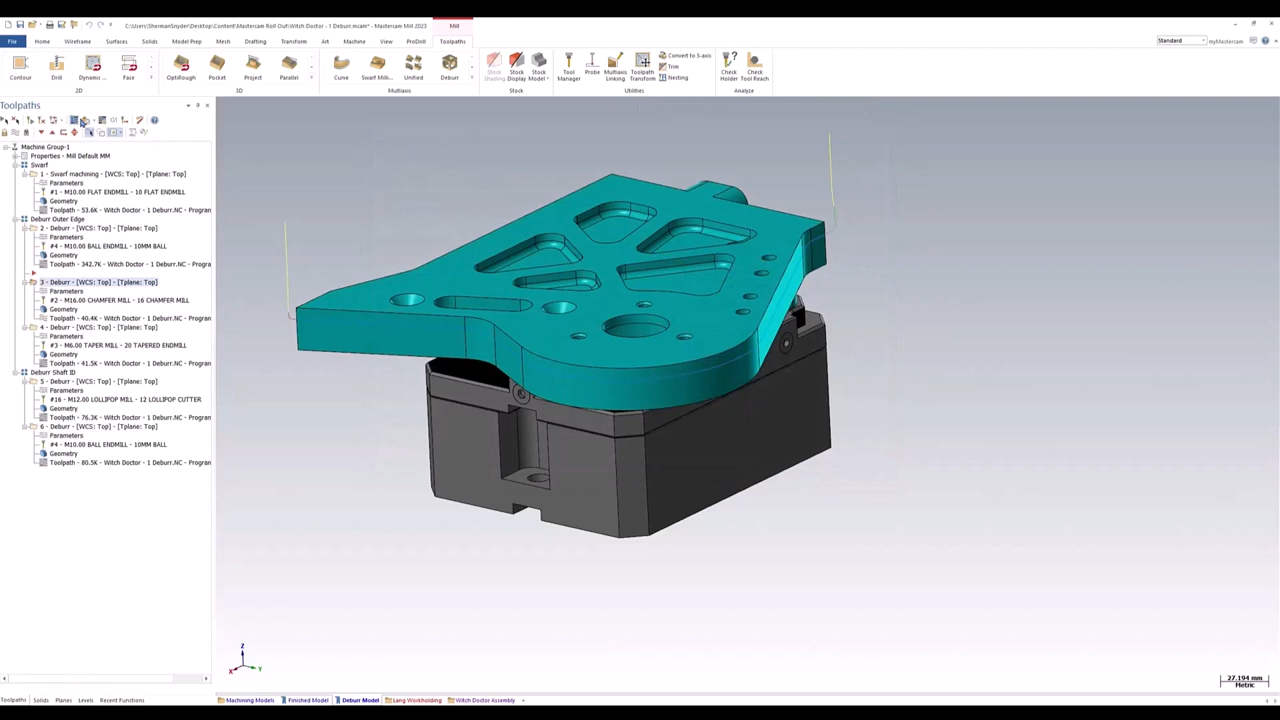 C:\Users\ShermanSnyder\Desktop\Content\Mastercam Roll Out\Witch Doctor - 1 Deburr.mcam* - Mastercam Mill 2023
Mill
File Home Wireframe Surfaces Solids Model Prep Mesh Drafting Transform Art Machine View ProDrill Toolpaths
Standard myMastercam
Contour Drill Dynamic ... Face OptiRough Pocket Project Parallel Curve Swarf Milli... Unified Deburr Stock Shading Stock Display Stock Model Tool Manager Probe Multiaxis Linking Toolpath Transform Convert to 5-axis Trim Nesting Check Holder Check Tool Reach
2D 3D Multiaxis Stock Utilities Analyze
Toolpaths
Machine Group-1
Properties - Mill Default MM
Swarf
1 - Swarf machining - [WCS: Top] - [Tplane: Top]
Parameters
#1 - M10.00 FLAT ENDMILL - 10 FLAT ENDMILL
Geometry
Toolpath - 53.6K - Witch Doctor - 1 Deburr.NC - Progran
Deburr Outer Edge
2 - Deburr - [WCS: Top] - [Tplane: Top]
Parameters
#4 - M10.00 BALL ENDMILL - 10MM BALL
Geometry
Toolpath - 342.7K - Witch Doctor - 1 Deburr.NC - Progra
3 - Deburr - [WCS: Top] - [Tplane: Top]
Parameters
#2 - M16.00 CHAMFER MILL - 16 CHAMFER MILL
Geometry
Toolpath - 40.4K - Witch Doctor - 1 Deburr.NC - Progran
4 - Deburr - [WCS: Top] - [Tplane: Top]
Parameters
#3 - M6.00 TAPER MILL - 20 TAPERED ENDMILL
Geometry
Toolpath - 41.5K - Witch Doctor - 1 Deburr.NC - Progran
Deburr Shaft ID
5 - Deburr - [WCS: Top] - [Tplane: Top]
Parameters
#16 - M12.00 LOLLIPOP MILL - 12 LOLLIPOP CUTTER
Geometry
Toolpath - 76.3K - Witch Doctor - 1 Deburr.NC - Progran
6 - Deburr - [WCS: Top] - [Tplane: Top]
Parameters
#4 - M10.00 BALL ENDMILL - 10MM BALL
Geometry
Toolpath - 80.5K - Witch Doctor - 1 Deburr.NC - Progran
Z
X Y
27.194 mm
Metric
Toolpaths Solids Planes Levels Recent Functions Machining Models Finished Model Deburr Model Lang Workholding Witch Doctor Assembly